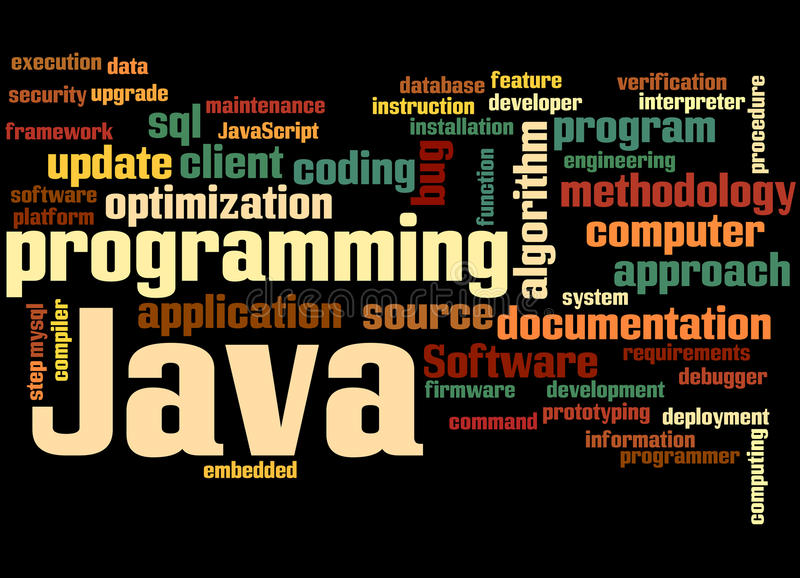 execution
data
security
upgrade
framework
sql
maintenance
JavaScript
update
client
coding
software
platform
optimization
database
feature
instruction
developer
installation
bug
function
algorithm
verification
interpreter
procedure
program
engineering
methodology
computer
approach
programming
system
application
source
documentation
step
mysql
compiler
Java
Software
requirements
debugger
firmware
development
command
prototyping
deployment
information
programmer
computing
embedded
dreamstime